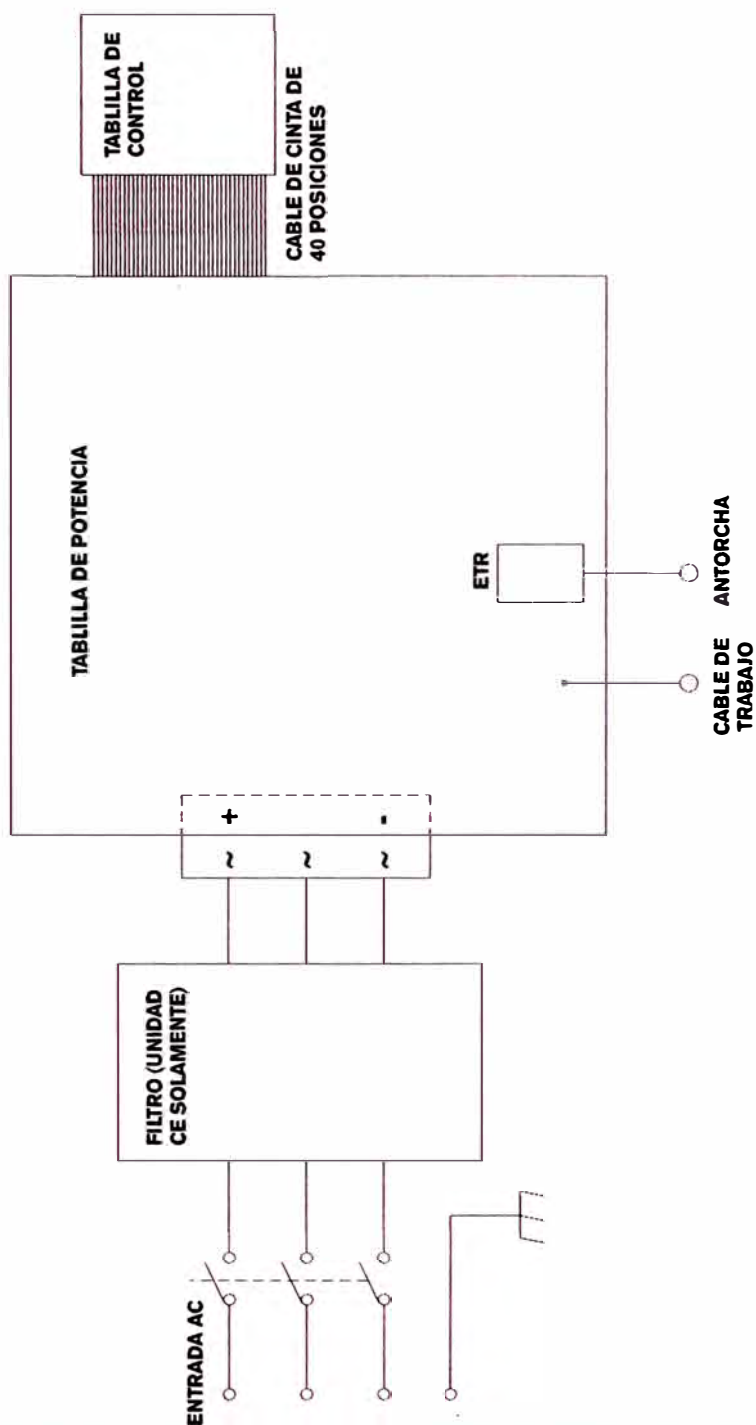 TABLILLA DE
CONTROL
CABLE DE CINTA DE
40 POSICIONES
TABLILLA DE POTENCIA
ETR
ANTORCHA
CABLE DE
TRABAJO
+
-
~
~
~
FILTRO (UNIDAD
CE SOLAMENTE)
ENTRADA AC